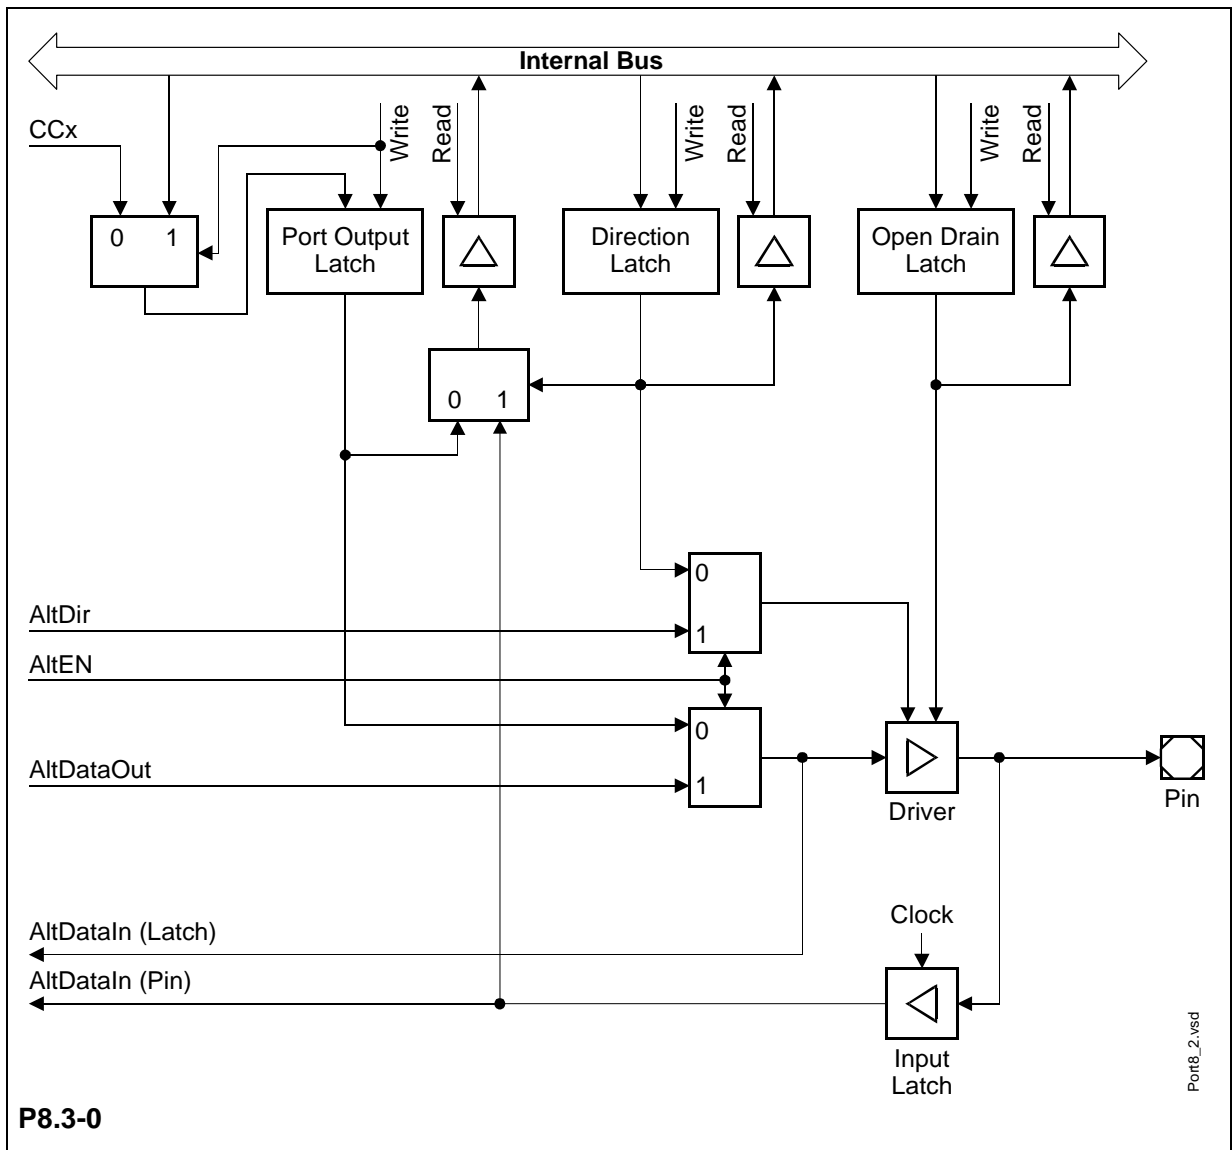 Internal Bus
CCx
Write
Read
Write
Read
Write
Read
0 1
Port Output
Latch
Direction
Latch
Open Drain
Latch
0 1
0
AltDir
1
AltEN
0
AltDataOut
1
Driver
Pin
Clock
AltDataIn (Latch)
AltDataIn (Pin)
Input
Latch
Port8_2.vsd
P8.3-0